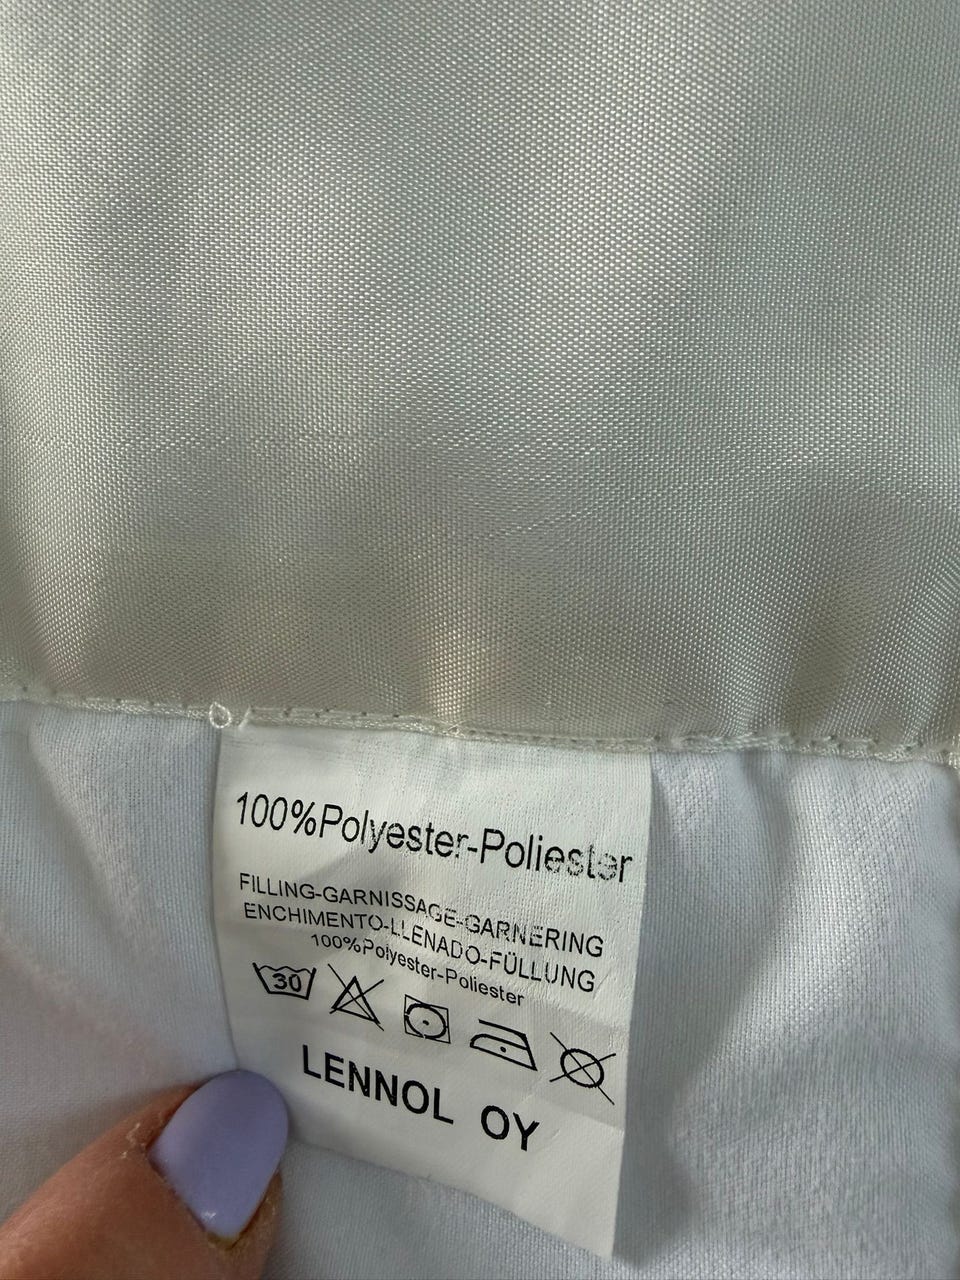 100%Polyester-Poliester
FILLING-GARNISSAGE-GARNERING
ENCHIMENTO-LLENADO-FÜLLUNG
100%Polyester-Poliester
30
LENNOL OY